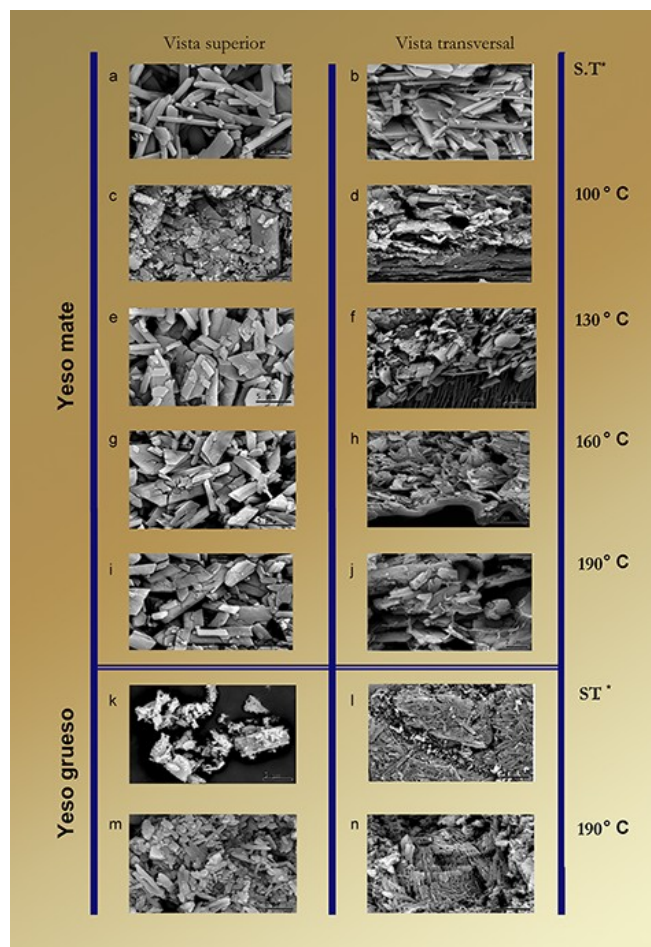 Vista superior
Vista transversal
S.T*
a
b
c
d
100° C
e
f
130° C
g
h
160° C
i
j
190° C
Yeso mate
k
l
ST *
m
n
190° C
Yeso grueso